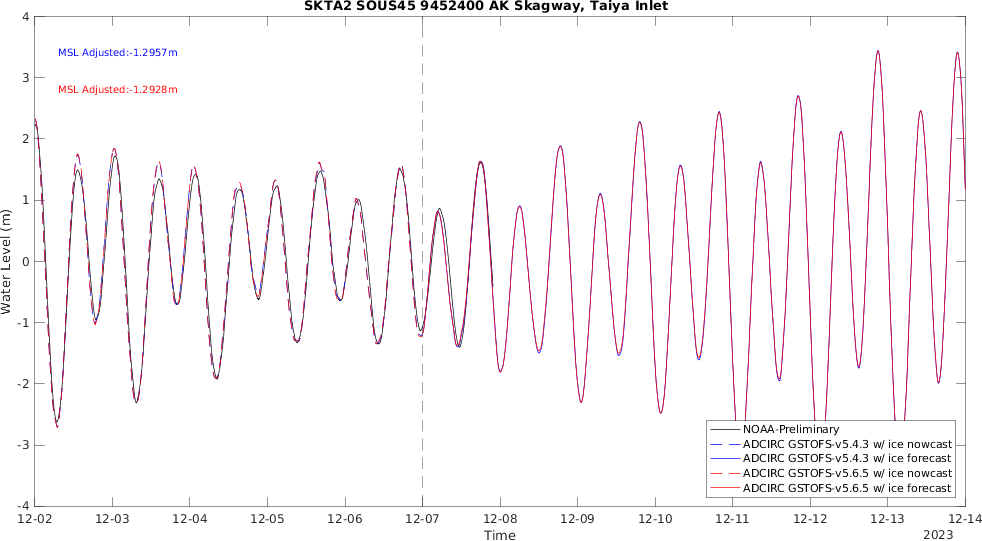 SKTA2 SOUS45 9452400 AK Skagway, Taiya Inlet
MSL Adjusted:-1.2957m
MSL Adjusted:-1.2928m
Water Level (m)
4
3
2
1
0
-1
-2
-3
-4
NOAA-Preliminary
ADCIRC GSTOFS-v5.4.3 w/ ice nowcast
ADCIRC GSTOFS-v5.4.3 w/ ice forecast
ADCIRC GSTOFS-v5.6.5 w/ ice nowcast
ADCIRC GSTOFS-v5.6.5 w/ ice forecast
12-02 12-03 12-04 12-05 12-06 12-07 12-08 12-09 12-10 12-11 12-12 12-13 12-14
Time
2023